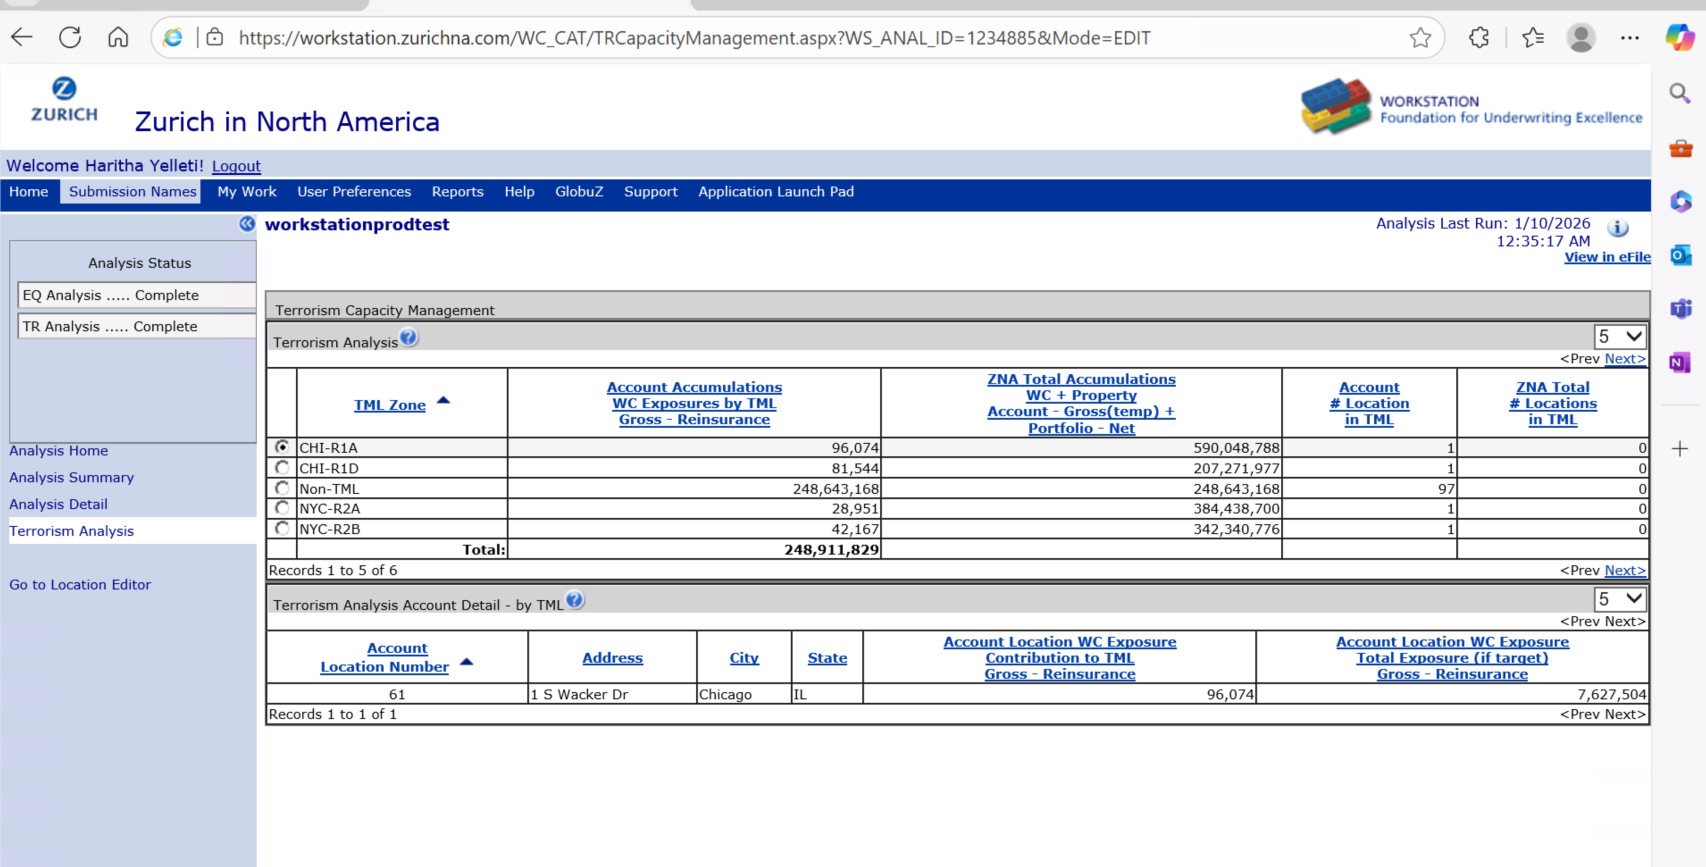 https://workstation.zurichna.com/WC_CAT/TRCapacityManagement.aspx?WS_ANAL_ID=1234885&Mode=EDIT
ZURICH
Zurich in North America
WORKSTATION
Foundation for Underwriting Excellence
Welcome Haritha Yelleti! Logout
Home Submission Names My Work User Preferences Reports Help GlobuZ Support Application Launch Pad
workstationprodtest
Analysis Last Run: 1/10/2026
12:35:17 AM
View in eFile
Analysis Status
EQ Analysis ..... Complete
TR Analysis ..... Complete
Analysis Home
Analysis Summary
Analysis Detail
Terrorism Analysis
Go to Location Editor
Terrorism Capacity Management
Terrorism Analysis
5
<Prev Next>
TML Zone
Account Accumulations
WC Exposures by TML
Gross - Reinsurance
ZNA Total Accumulations
WC + Property
Account - Gross(temp) +
Portfolio - Net
Account
# Location
in TML
ZNA Total
# Locations
in TML
CHI-R1A 96,074 590,048,788 1 0
CHI-R1D 81,544 207,271,977 1 0
Non-TML 248,643,168 248,643,168 97 0
NYC-R2A 28,951 384,438,700 1 0
NYC-R2B 42,167 342,340,776 1 0
Total: 248,911,829
Records 1 to 5 of 6 <Prev Next>
Terrorism Analysis Account Detail - by TML
5
<Prev Next>
Account
Location Number
Address
City
State
Account Location WC Exposure
Contribution to TML
Gross - Reinsurance
Account Location WC Exposure
Total Exposure (if target)
Gross - Reinsurance
61 1 S Wacker Dr Chicago IL 96,074 7,627,504
Records 1 to 1 of 1 <Prev Next>